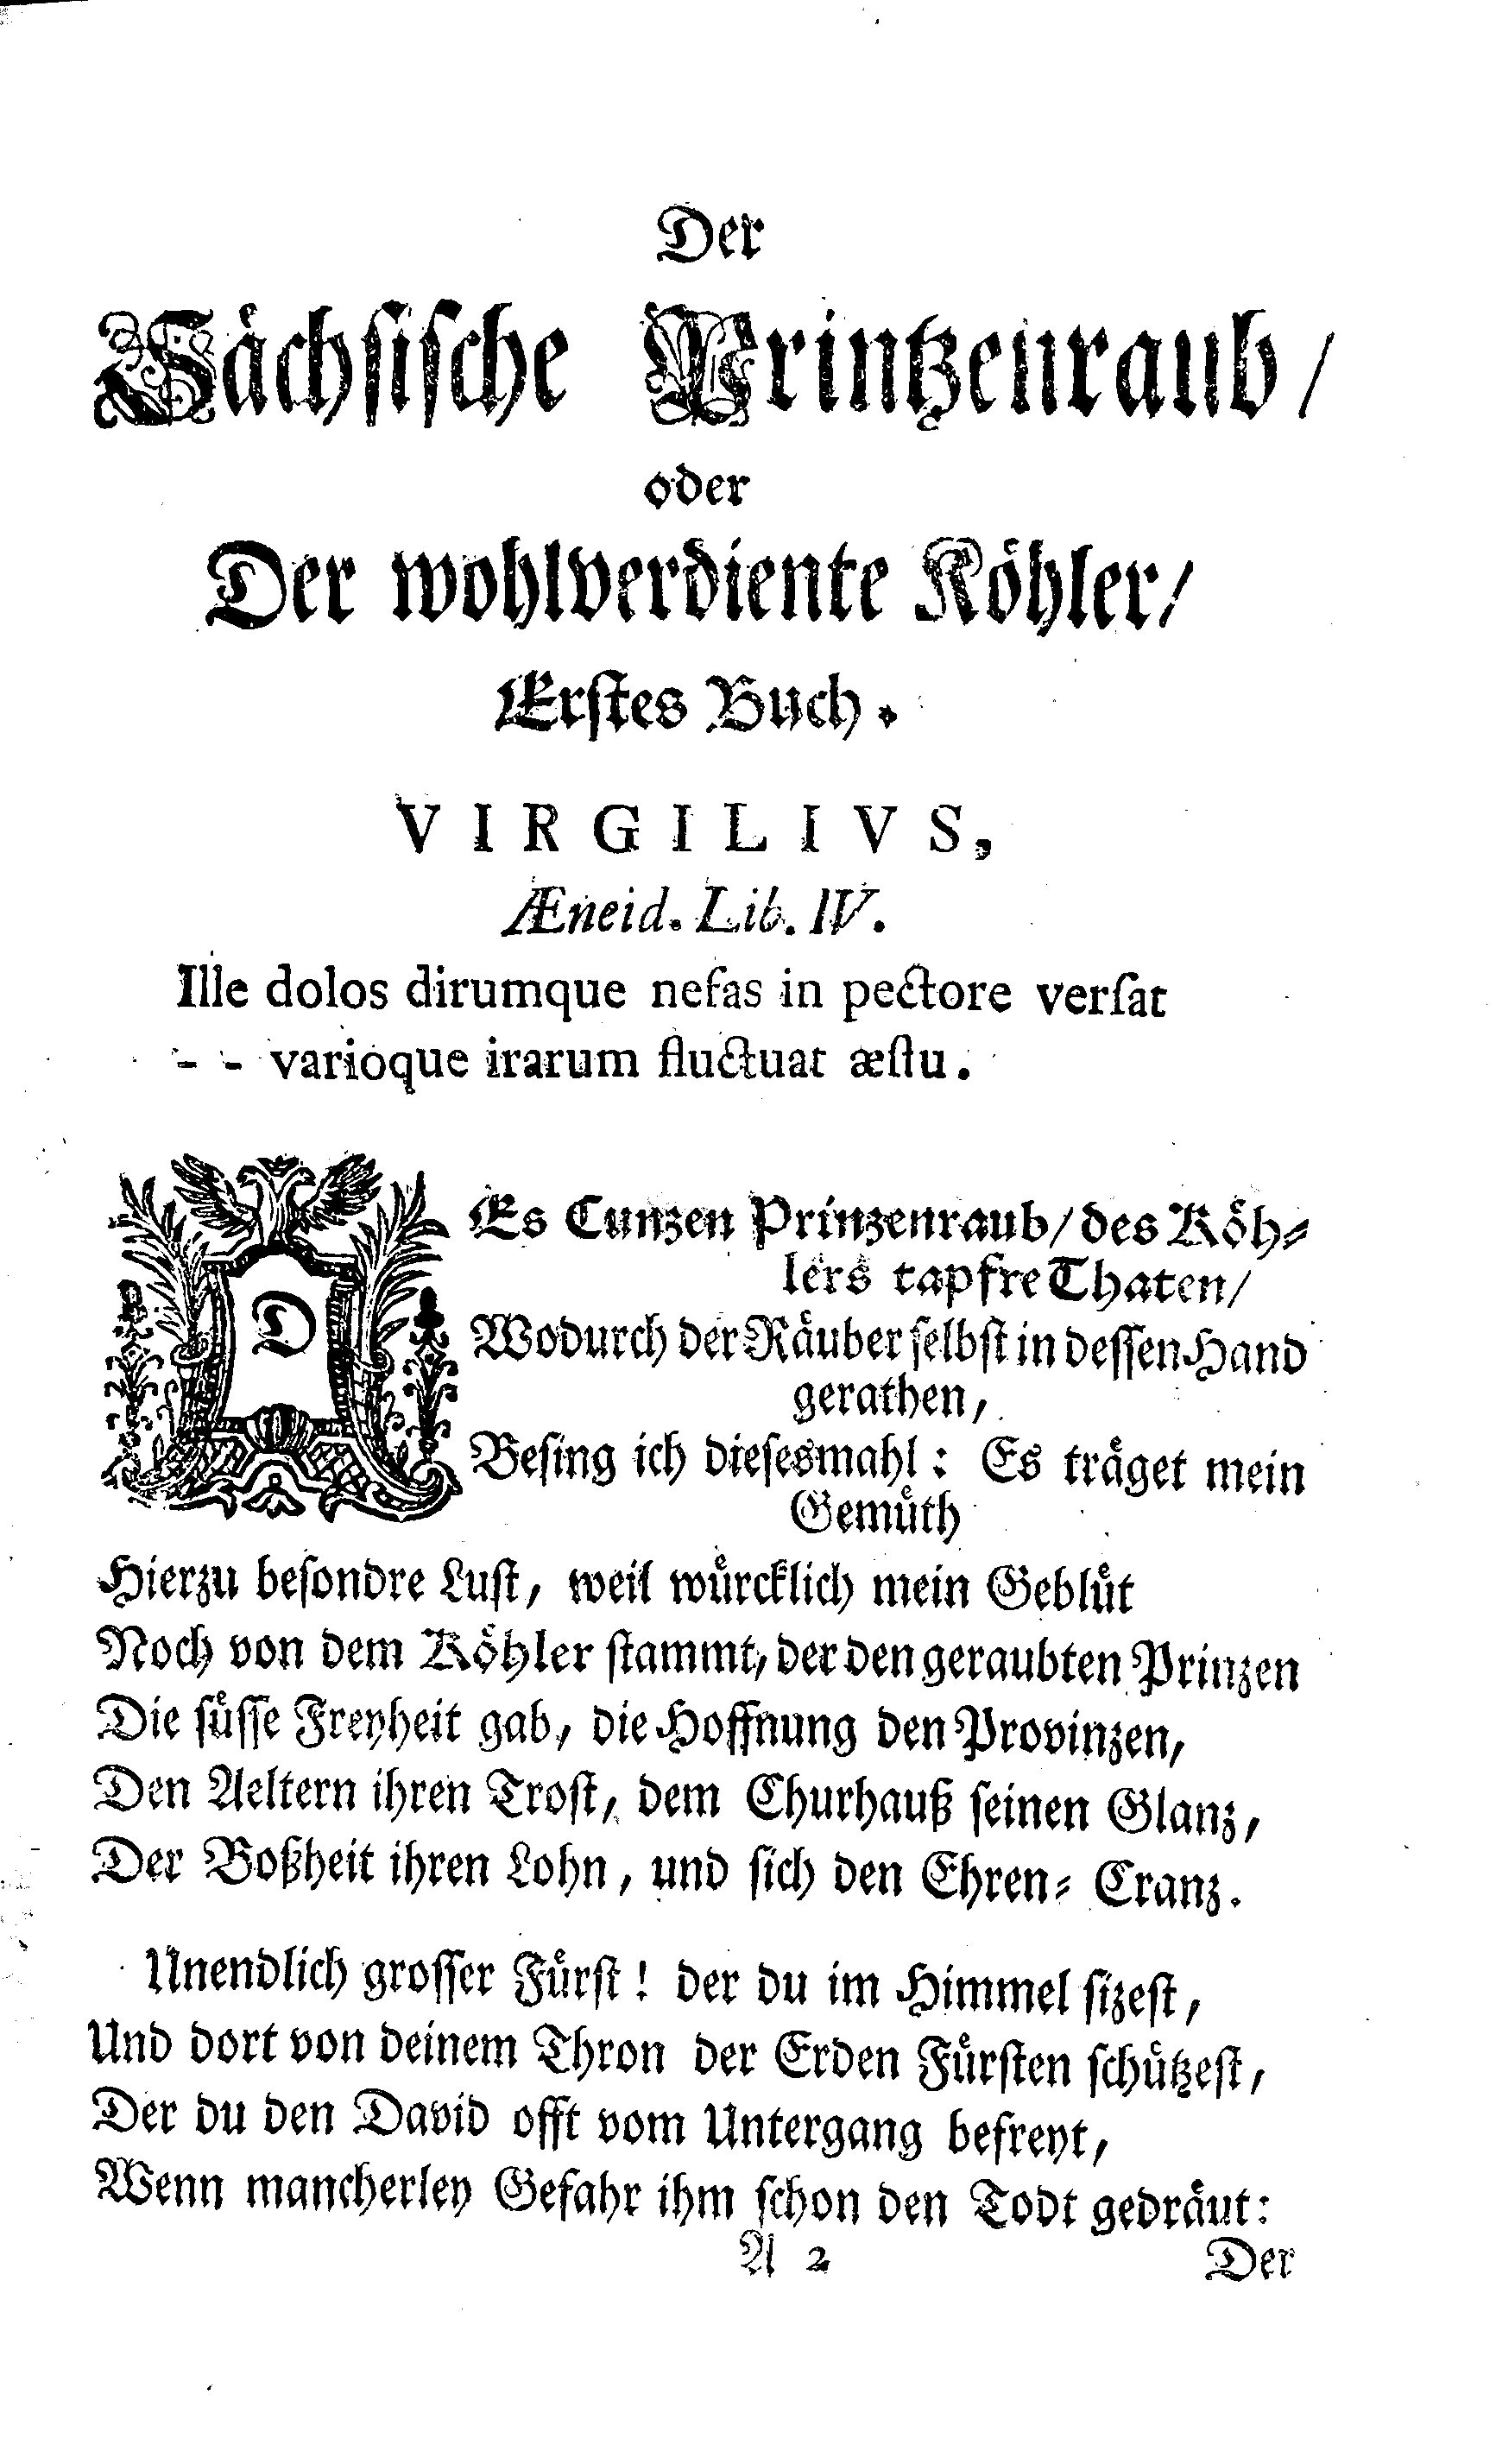 Der
Sächſiſche Printzenraub/
oder
Der wohlverdiente Köhler/
Erſtes Buch.
VIRGILIVS,
Æneid. Lib. IV.
Ille dolos dirumque nefas in pectore verſat
- - varioque irarum fluctuat æſtu.
DEs Cunzen Prinzenraub/ des Köh-
lers tapfre Thaten/
Wodurch der Räuber ſelbſt in deſſen Hand
gerathen,
Beſing ich dieſesmahl: Es träget mein
Gemüth
Hierzu beſondre Luſt, weil würcklich mein Geblüt
Noch von dem Köhler ſtammt, der den geraubten Prinzen
Die ſüſſe Freyheit gab, die Hoffnung den Provinzen,
Den Aeltern ihren Troſt, dem Churhauß ſeinen Glanz,
Der Boßheit ihren Lohn, und ſich den Ehren-Cranz.
Unendlich groſſer Fürſt! der du im Himmel ſizeſt,
Und dort von deinem Thron der Erden Fürſten ſchützeſt,
Der du den David offt vom Untergang befreyt,
Wenn mancherley Gefahr ihm ſchon den Todt gedräut:
A 2
Der